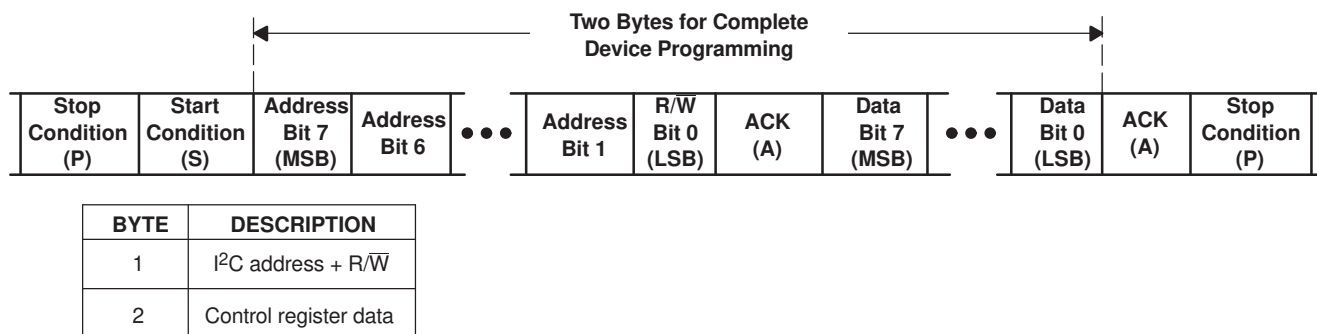 Two Bytes for Complete
Device Programming
Stop Condition (P) Start Condition (S) Address Bit 7 (MSB) Address Bit 6 ••• Address Bit 1 R/W̅ Bit 0 (LSB) ACK (A) Data Bit 7 (MSB) ••• Data Bit 0 (LSB) ACK (A) Stop Condition (P)
BYTE DESCRIPTION
1 I²C address + R/W̅
2 Control register data